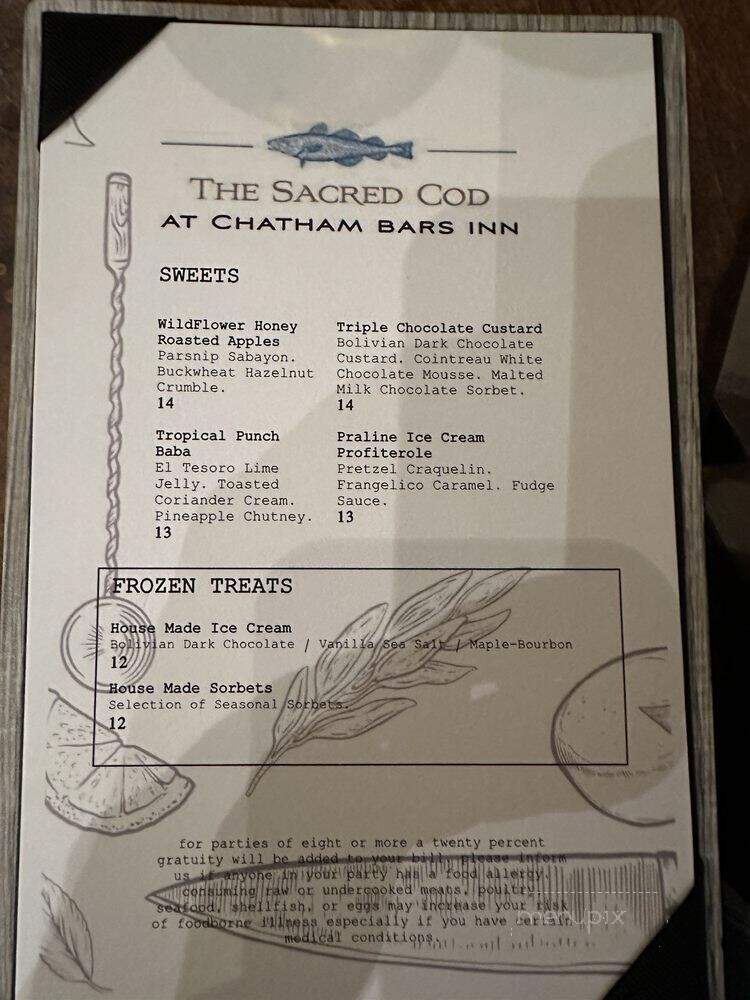 THE SACRED COD
AT CHATHAM BARS INN
SWEETS
WildFlower Honey
Roasted Apples
Parsnip Sabayon.
Buckwheat Hazelnut
Crumble.
14
Triple Chocolate Custard
Bolivian Dark Chocolate
Custard. Cointreau White
Chocolate Mousse. Malted
Milk Chocolate Sorbet.
14
Tropical Punch
Baba
El Tesoro Lime
Jelly. Toasted
Coriander Cream.
Pineapple Chutney.
13
Praline Ice Cream
Profiterole
Pretzel Craquelin.
Frangelico Caramel. Fudge
Sauce.
13
FROZEN TREATS
House Made Ice Cream
Bolivian Dark Chocolate / Vanilla Sea Salt / Maple-Bourbon
12
House Made Sorbets
Selection of Seasonal Sorbets.
12
for parties of eight or more a twenty percent
gratuity will be added to your bill. please inform
us if anyone in your party has a food allergy.
consuming raw or undercooked meats. poultry.
seafood. shellfish. or eggs may increase your risk
of foodborne illness especially if you have certain
medical conditions.
menupix